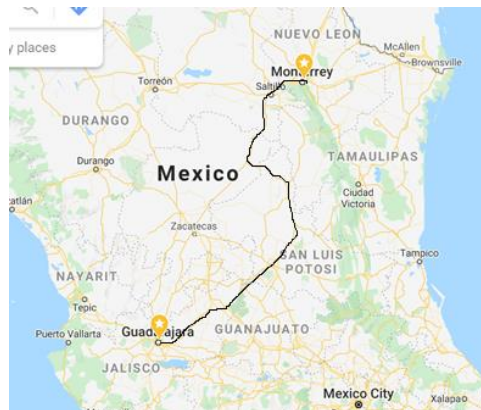 y places
NUEVO LEON
McAllen
Brownsville
Monterrey
Saltillo
Torreón
DURANGO
Durango
Mexico
TAMAULIPAS
Ciudad
Victoria
atlán
Zacatecas
SAN LUIS
POTOSI
Tampico
NAYARIT
Tepic
Puerto Vallarta
Guadalajara
GUANAJUATO
JALISCO
Mexico City
Xalapa